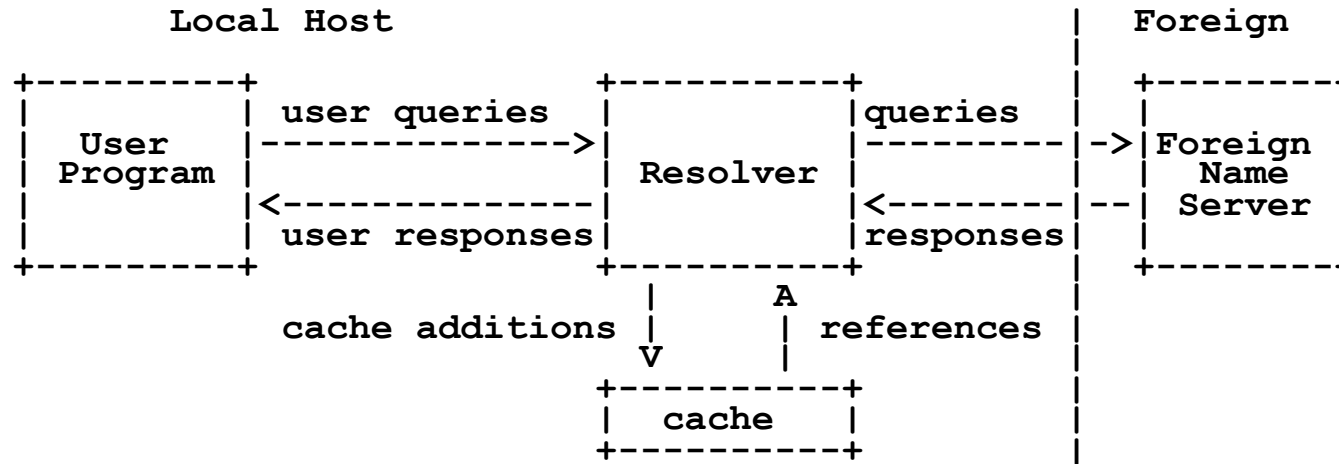 Local Host | Foreign
|
+---------+ +----------+ | +--------
| | user queries | |queries | | |
| User |-------------->| |---------|->|Foreign
| Program | | Resolver | | | Name
| |<--------------| |<--------|--| Server
| | user responses| |responses| | |
+---------+ +----------+ | +--------
| A |
cache additions | | references |
V | |
+----------+ |
| cache | |
+----------+ |